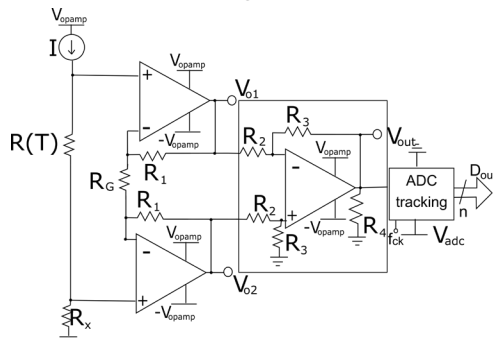 Vopamp
I
Vopamp
+
-
-Vopamp
Vo1
R(T)
R1
RG
R1
R2
R3
R2
R3
Vopamp
-
+
-Vopamp
Vout
R4
ADC
tracking
Dou
n
fck
Vadc
Vopamp
-
+
-Vopamp
Vo2
Rx